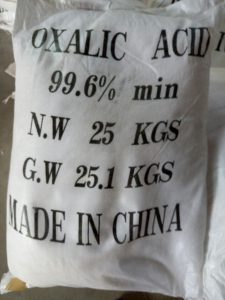 OXALIC ACID
99.6% min
N.W 25 KGS
G.W 25.1 KGS
MADE IN CHINA